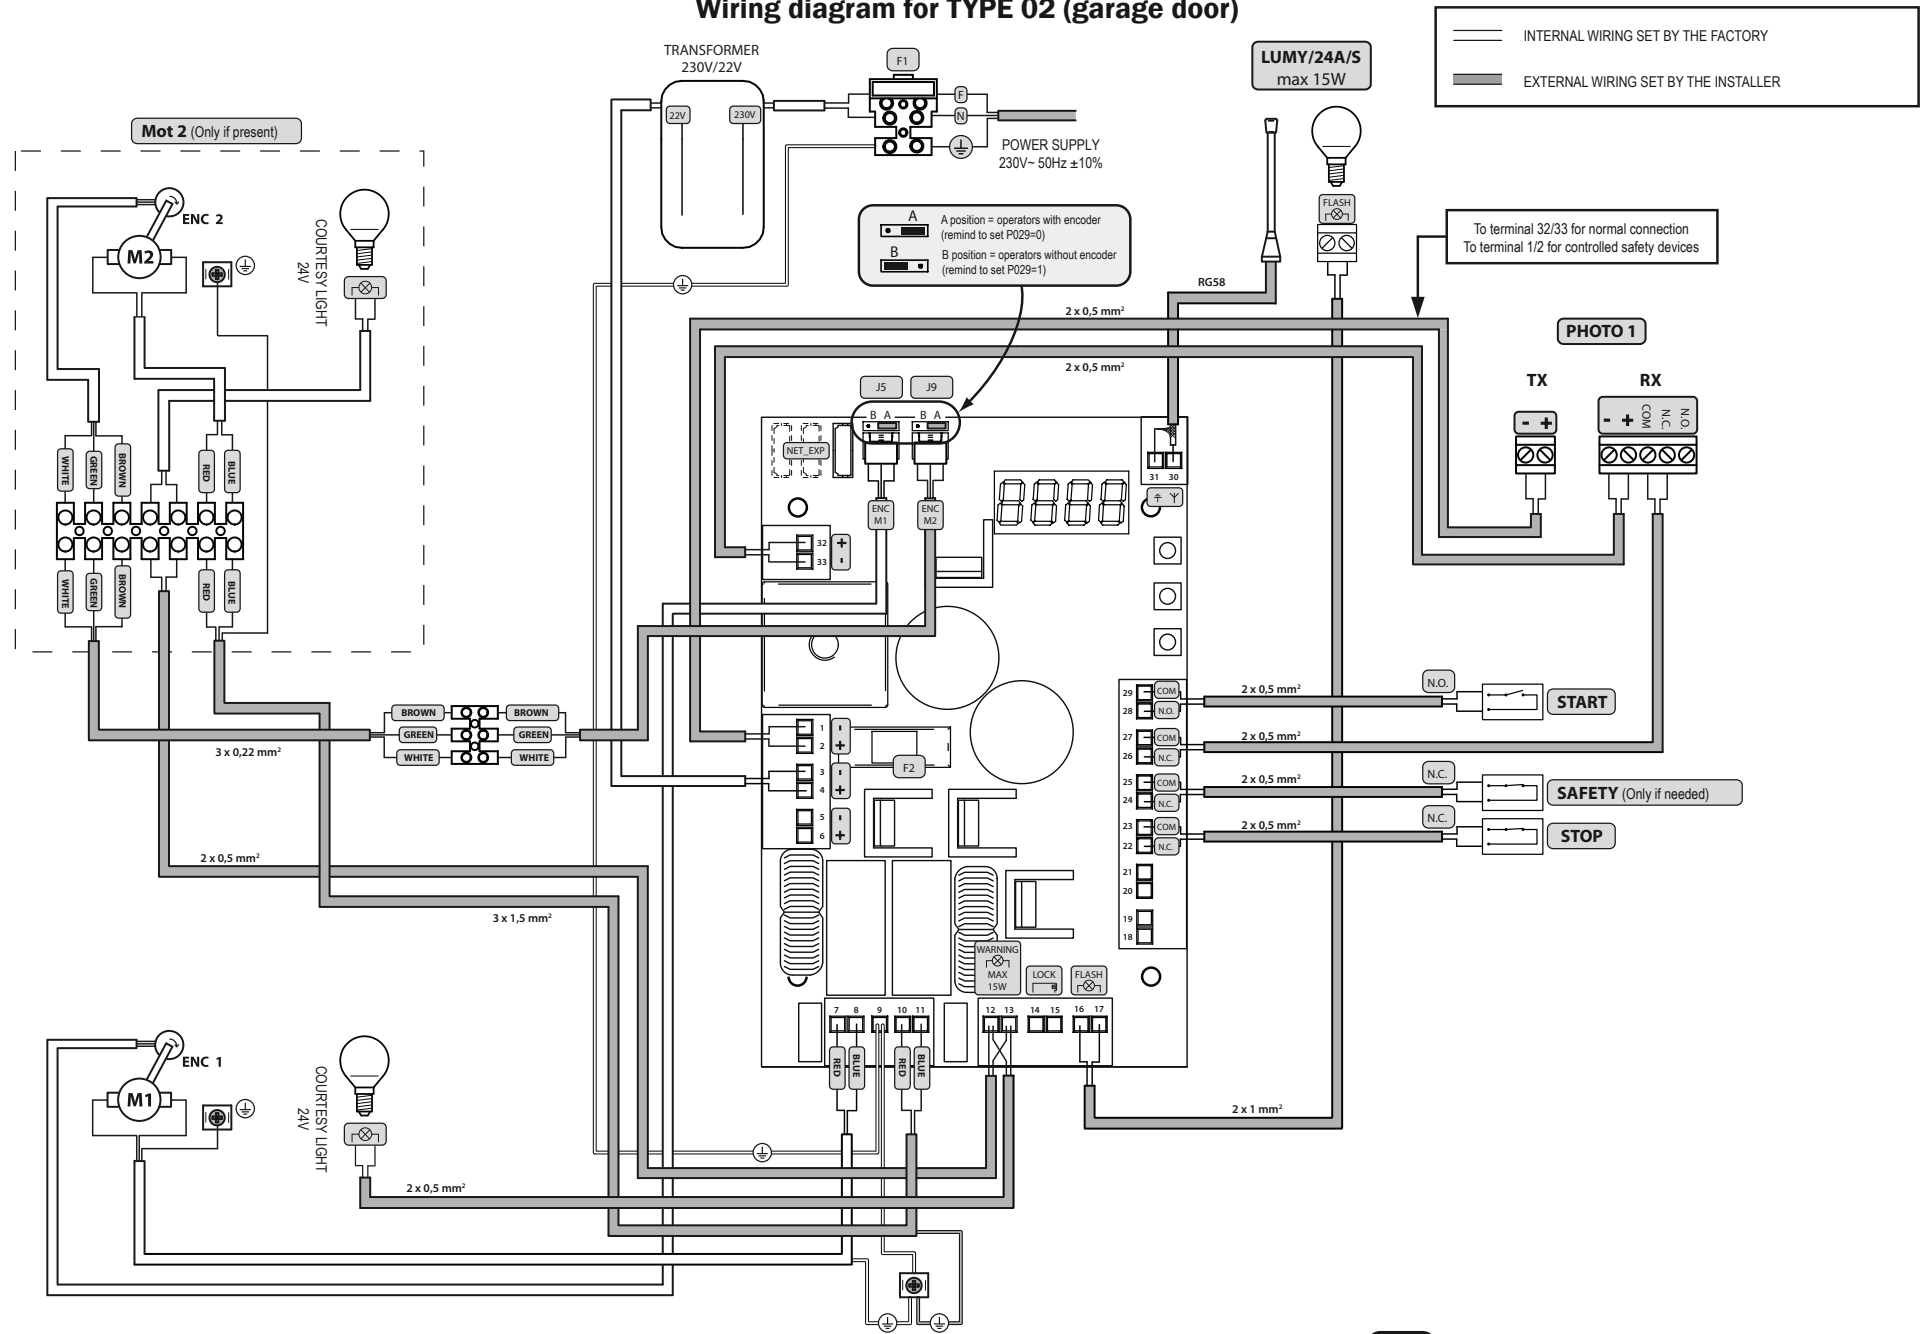 Wiring diagram for TYPE 02 (garage door)
INTERNAL WIRING SET BY THE FACTORY
EXTERNAL WIRING SET BY THE INSTALLER
TRANSFORMER
230V/22V
22V
230V
F1
F
N
POWER SUPPLY
230V~ 50Hz ±10%
LUMY/24A/S
max 15W
FLASH
RG58
Mot 2 (Only if present)
ENC 2
M2
COURTESY LIGHT
24V
A
A position = operators with encoder
(remind to set P029=0)
B
B position = operators without encoder
(remind to set P029=1)
To terminal 32/33 for normal connection
To terminal 1/2 for controlled safety devices
2 x 0,5 mm²
2 x 0,5 mm²
PHOTO 1
TX
RX
- +
- + COM N.C. N.O.
J5
J9
B A
B A
NET_EXP
ENC
M1
ENC
M2
31 30
WHITE
GREEN
BROWN
RED
BLUE
WHITE
GREEN
BROWN
RED
BLUE
32 +
33 -
BROWN
BROWN
GREEN
GREEN
WHITE
WHITE
3 x 0,22 mm²
1 -
2 +
3 -
4 +
5 -
6 +
F2
29 COM
28 N.O.
2 x 0,5 mm²
N.O.
START
27 COM
26 N.C.
2 x 0,5 mm²
25 COM
24 N.C.
2 x 0,5 mm²
N.C.
SAFETY (Only if needed)
23 COM
22 N.C.
2 x 0,5 mm²
N.C.
STOP
21
20
19
18
2 x 0,5 mm²
3 x 1,5 mm²
WARNING
MAX
15W
LOCK
FLASH
7 8 9 10 11
12 13 14 15 16 17
RED
BLUE
RED
BLUE
2 x 1 mm²
ENC 1
M1
COURTESY LIGHT
24V
2 x 0,5 mm²